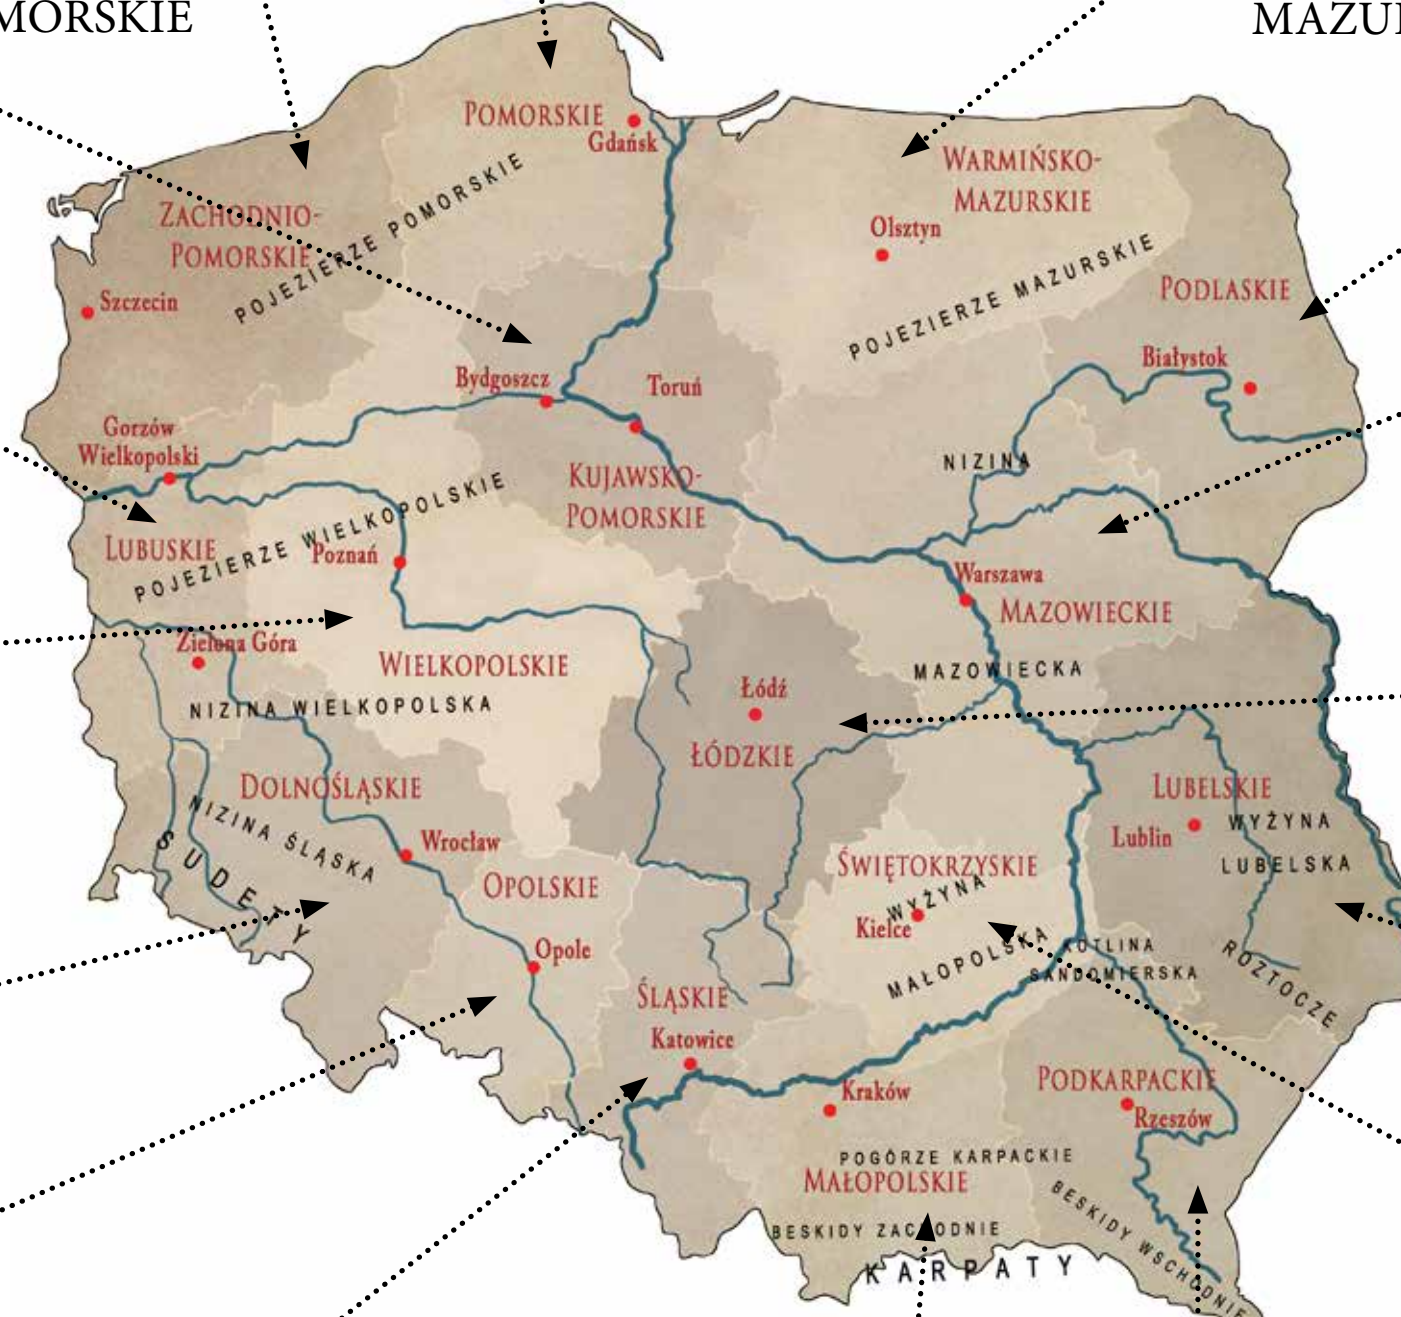 MORSKIE
MAZU
POMORSKIE
Gdańsk
WARMIŃSKO-
MAZURSKIE
Olsztyn
ZACHODNIO-
POMORSKIE
POJEZIERZE POMORSKIE
Szczecin
POJEZIERZE MAZURSKIE
PODLASKIE
Białystok
Bydgoszcz
Toruń
Gorzów
Wielkopolski
NIZINA
KUJAWSKO-
POMORSKIE
LUBUSKIE
POJEZIERZE WIELKOPOLSKIE
Poznań
Warszawa
MAZOWIECKIE
Zielona Góra
WIELKOPOLSKIE
MAZOWIECKA
NIZINA WIELKOPOLSKA
Łódź
ŁÓDZKIE
DOLNOŚLĄSKIE
NIZINA ŚLĄSKA
SUDETY
Wrocław
LUBELSKIE
Lublin
WYŻYNA
LUBELSKA
OPOLSKIE
ŚWIĘTOKRZYSKIE
WYŻYNA
Kielce
MAŁOPOLSKA
KOTLINA
SANDOMIERSKA
ROZTOCZE
Opole
ŚLĄSKIE
Katowice
Kraków
PODKARPACKIE
Rzeszów
POGÓRZE KARPACKIE
MAŁOPOLSKIE
BESKIDY ZACHODNIE
BESKIDY WSCHODNIE
KARPATY